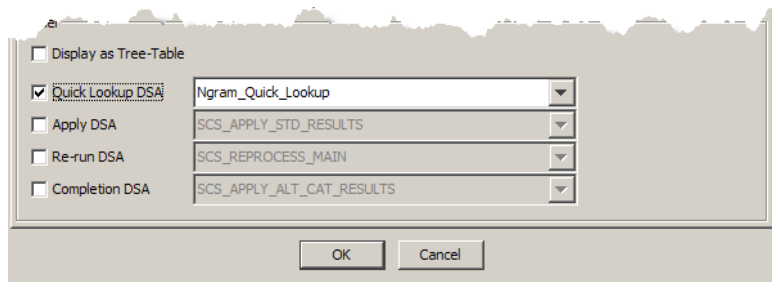 Display as Tree-Table
Quick Lookup DSA Ngram_Quick_Lookup
Apply DSA SCS_APPLY_STD_RESULTS
Re-run DSA SCS_REPROCESS_MAIN
Completion DSA SCS_APPLY_ALT_CAT_RESULTS
OK Cancel